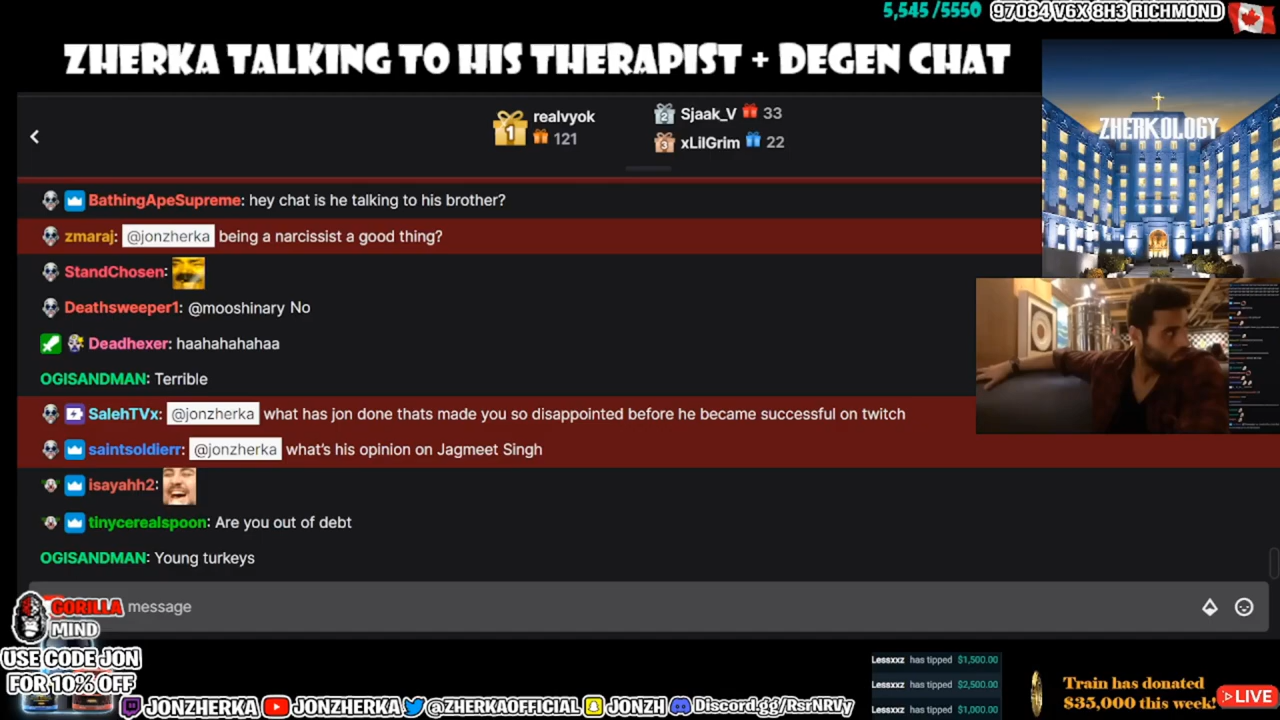 5,545 /5550
97084 V6X 8H3 RICHMOND
ZHERKA TALKING TO HIS THERAPIST + DEGEN CHAT
1 realvyok
121
2 Sjaak_V 33
3 xLilGrim 22
ZHERKOLOGY
BathingApeSupreme: hey chat is he talking to his brother?
zmaraj: @jonzherka being a narcissist a good thing?
StandChosen:
Deathsweeper1: @mooshinary No
Deadhexer: haahahahahaa
OGISANDMAN: Terrible
SalehTVx: @jonzherka what has jon done thats made you so disappointed before he became successful on twitch
saintsoldierr: @jonzherka what's his opinion on Jagmeet Singh
isayahh2:
tinycerealspoon: Are you out of debt
OGISANDMAN: Young turkeys
message
GORILLA
MIND
USE CODE JON
FOR 10% OFF
JONZHERKA JONZHERKA @ZHERKAOFFICIAL JONZH Discord.gg/RsrNRVy
Lessxxz has tipped $1,500.00
Lessxxz has tipped $2,500.00
Lessxxz has tipped $1,000.00
Train has donated
$35,000 this week!
LIVE